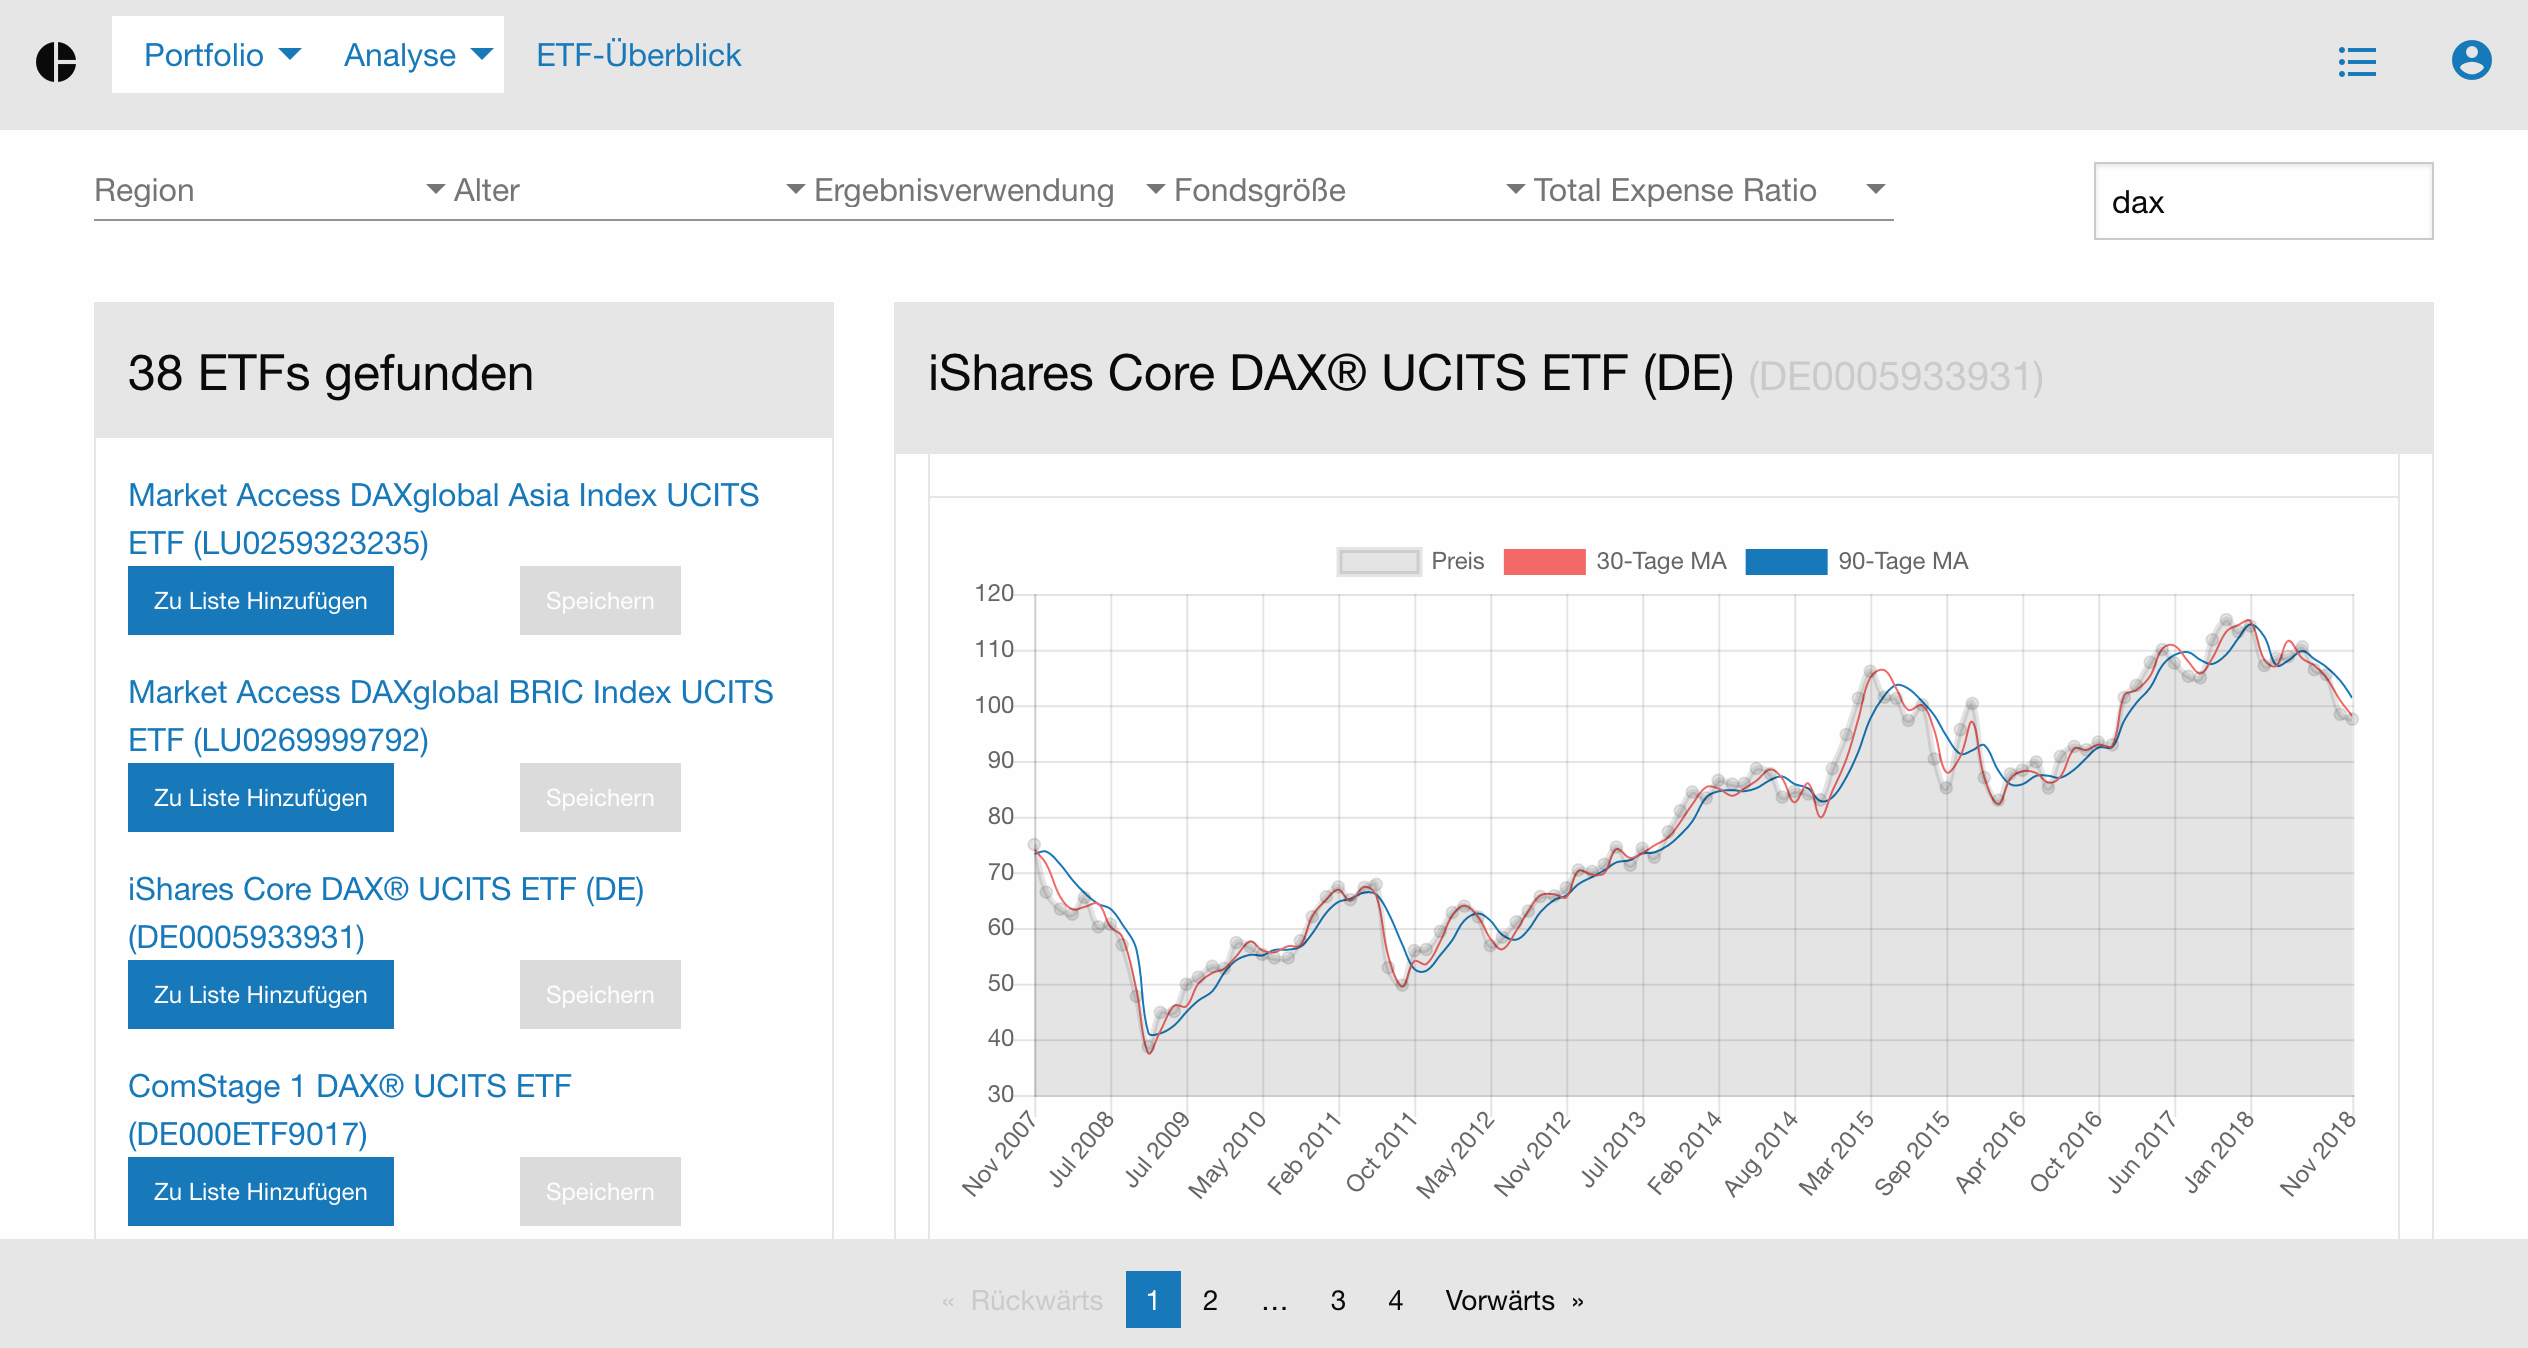 Portfolio Analyse ETF-Überblick
Region Alter Ergebnisverwendung Fondsgröße Total Expense Ratio dax
38 ETFs gefunden
Market Access DAXglobal Asia Index UCITS
ETF (LU0259323235)
Zu Liste Hinzufügen Speichern
Market Access DAXglobal BRIC Index UCITS
ETF (LU0269999792)
Zu Liste Hinzufügen Speichern
iShares Core DAX® UCITS ETF (DE)
(DE0005933931)
Zu Liste Hinzufügen Speichern
ComStage 1 DAX® UCITS ETF
(DE000ETF9017)
Zu Liste Hinzufügen Speichern
iShares Core DAX® UCITS ETF (DE) (DE0005933931)
Preis 30-Tage MA 90-Tage MA
120
110
100
90
80
70
60
50
40
30
Nov 2007 Jul 2008 Jul 2009 May 2010 Feb 2011 Oct 2011 May 2012 Nov 2012 Jul 2013 Feb 2014 Aug 2014 Mar 2015 Sep 2015 Apr 2016 Oct 2016 Jun 2017 Jan 2018 Nov 2018
« Rückwärts 1 2 … 3 4 Vorwärts »